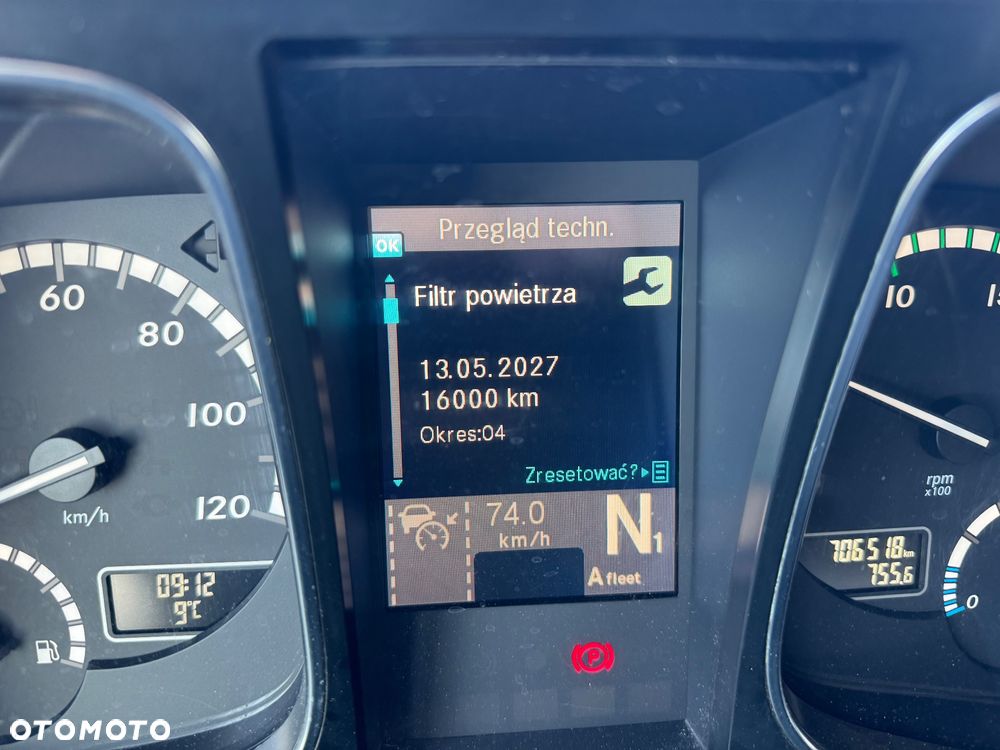 Przegląd techn.
OK
Filtr powietrza
13.05.2027
16000 km
Okres:04
Zresetować?
74.0
km/h
N1
A fleet
60
80
100
120
km/h
09:12
9°C
10
rpm
x100
706518 km
755.6
0
P
OTOMOTO